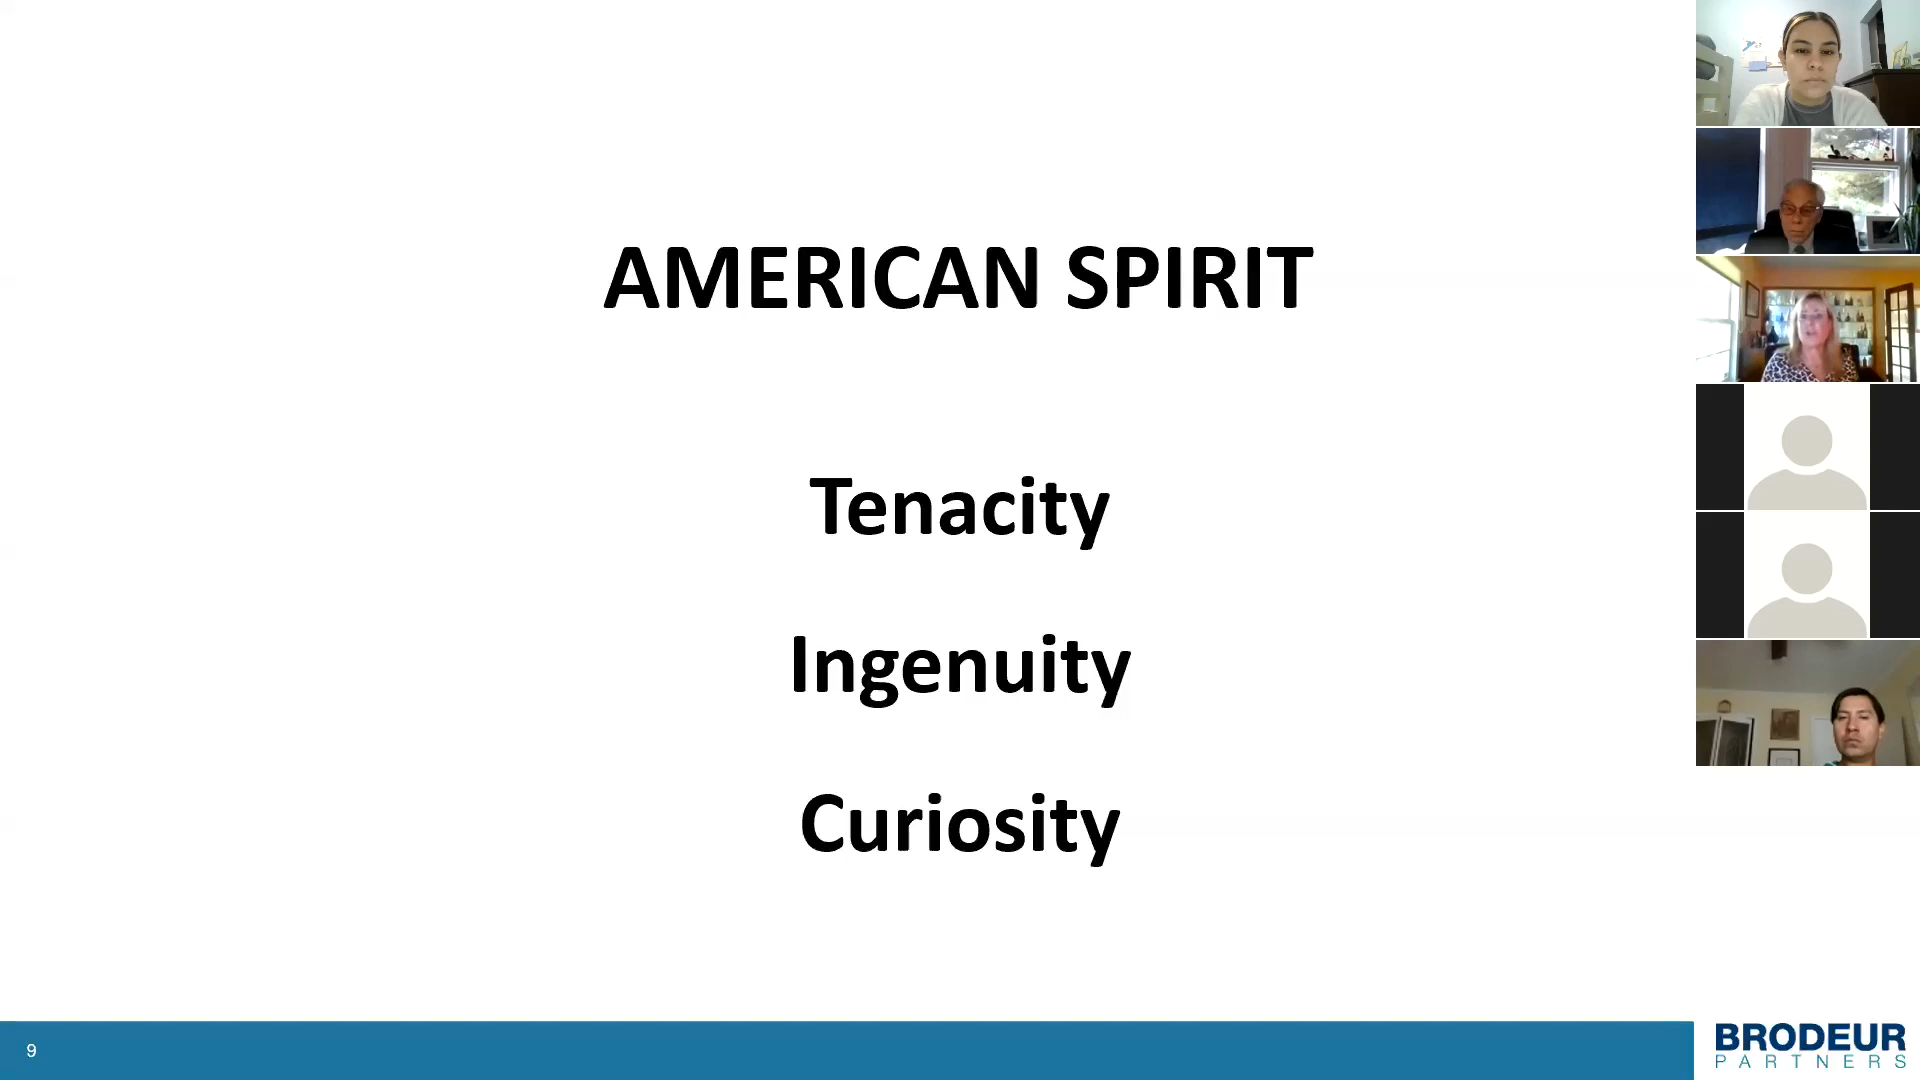 AMERICAN SPIRIT
Tenacity
Ingenuity
Curiosity
9
BRODEUR
PARTNERS